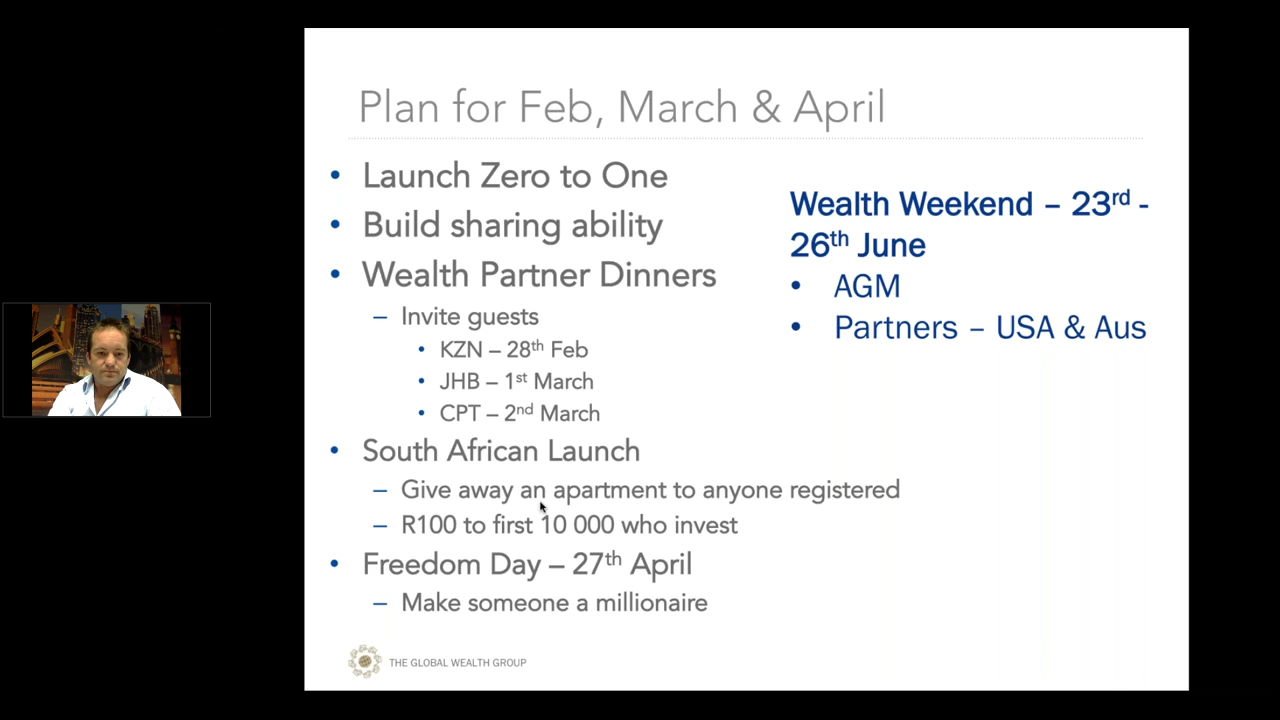 Plan for Feb, March & April
• Launch Zero to One
• Build sharing ability
• Wealth Partner Dinners
– Invite guests
• KZN – 28th Feb
• JHB – 1st March
• CPT – 2nd March
• South African Launch
– Give away an apartment to anyone registered
– R100 to first 10 000 who invest
• Freedom Day – 27th April
– Make someone a millionaire
Wealth Weekend – 23rd -
26th June
• AGM
• Partners – USA & Aus
THE GLOBAL WEALTH GROUP